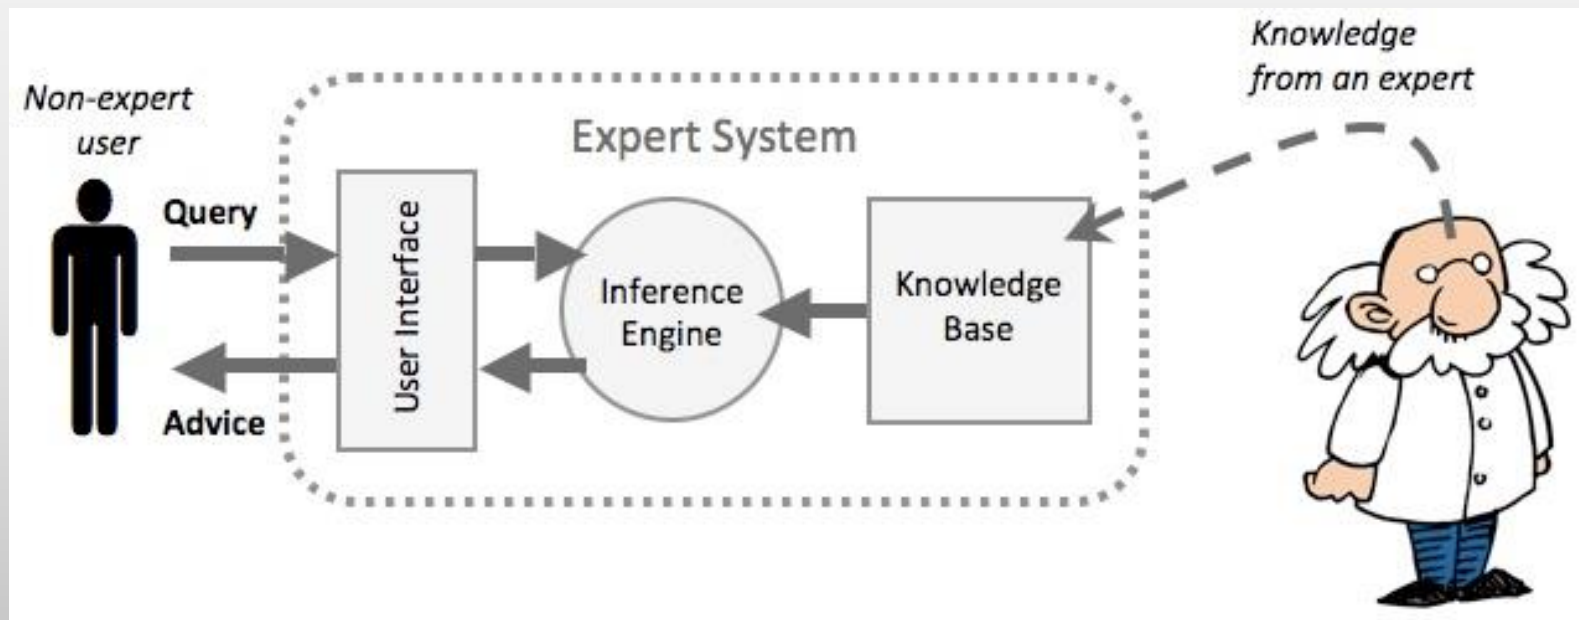 Knowledge
from an expert
Non-expert
user
Expert System
Query
User Interface
Inference
Engine
Knowledge
Base
Advice